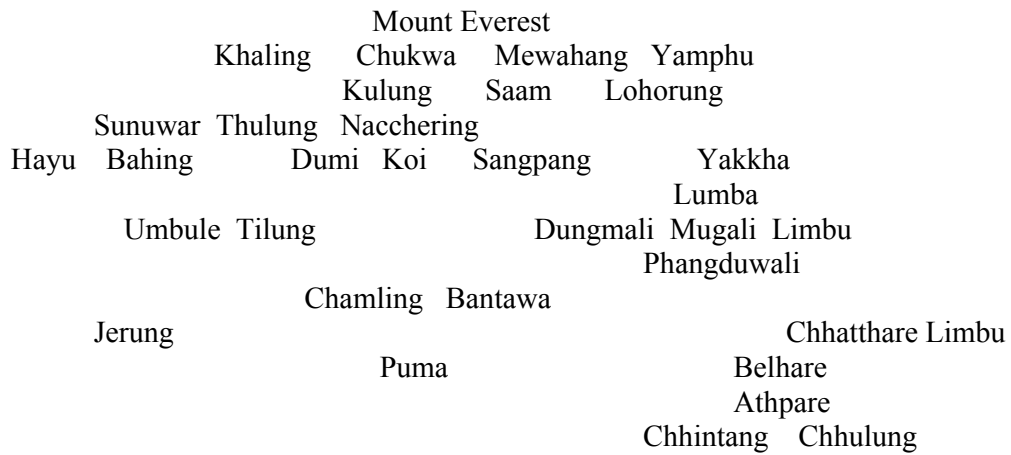 Mount Everest
Khaling Chukwa Mewahang Yamphu
Kulung Saam Lohorung
Sunuwar Thulung Nacchering
Hayu Bahing Dumi Koi Sangpang Yakkha
Lumba
Umbule Tilung Dungmali Mugali Limbu
Phangduwali
Chamling Bantawa
Jerung Chhatthare Limbu
Puma Belhare
Athpare
Chhintang Chhulung